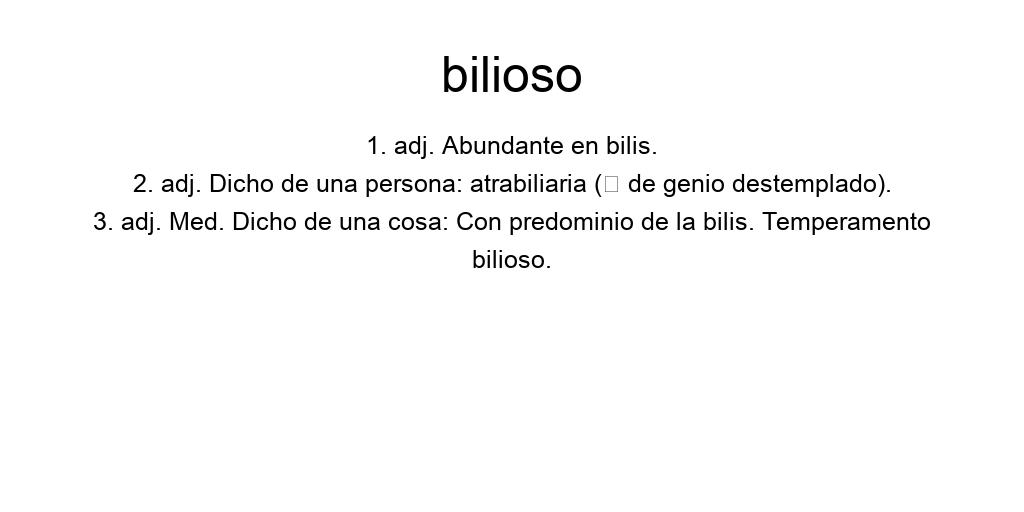 bilioso
1. adj. Abundante en bilis.
2. adj. Dicho de una persona: atrabiliaria (□ de genio destemplado).
3. adj. Med. Dicho de una cosa: Con predominio de la bilis. Temperamento
bilioso.